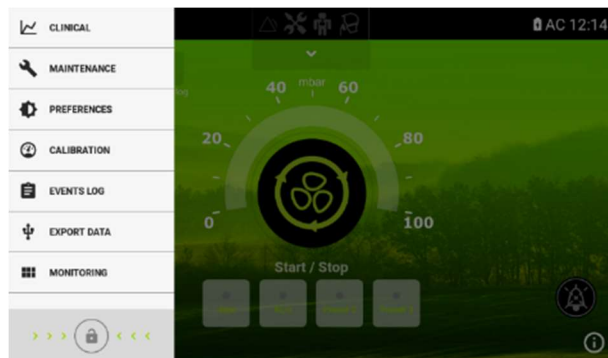 CLINICAL
MAINTENANCE
PREFERENCES
CALIBRATION
EVENTS LOG
EXPORT DATA
MONITORING
AC 12:14
mbar
40
60
20
80
0
100
Start / Stop